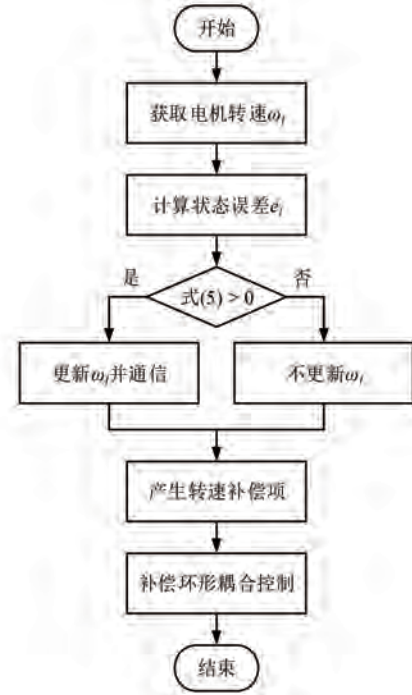 开始
获取电机转速ωi
计算状态误差ei
是
式(5) > 0
否
更新ωi并通信
不更新ωi
产生转速补偿项
补偿环形耦合控制
结束